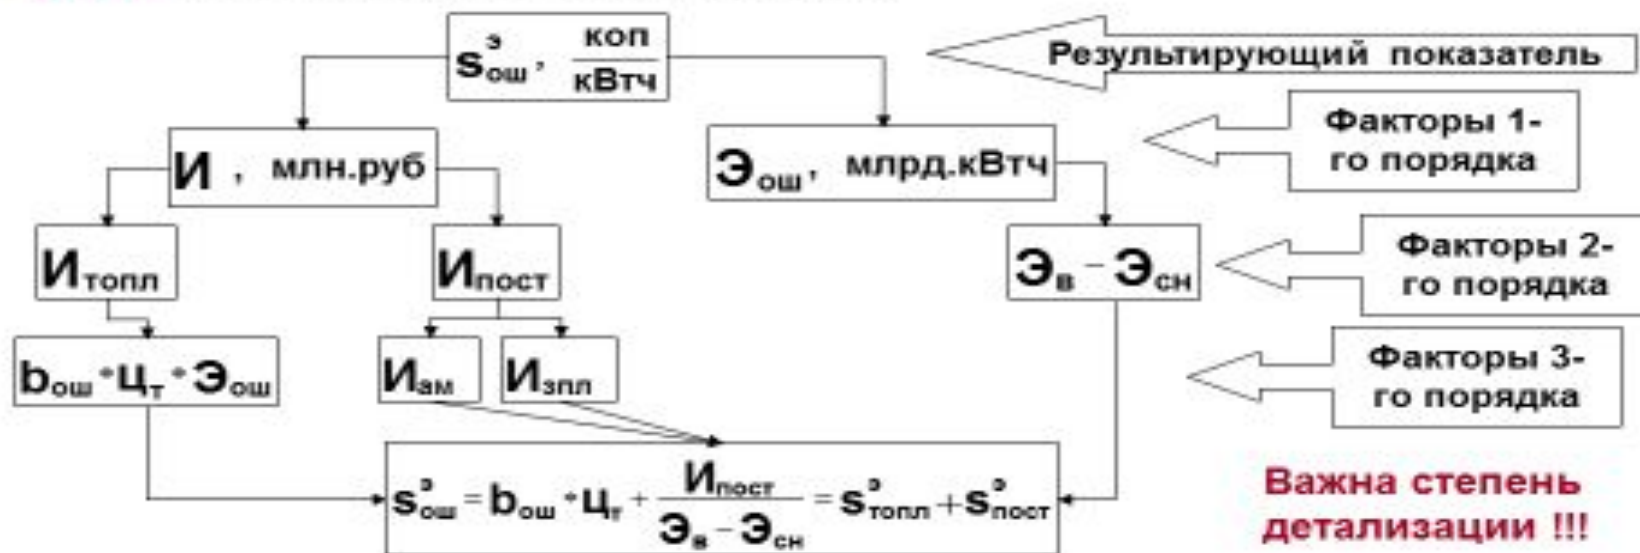 sᵉ̇ₒш, коп
кВтч
Результирующий показатель
И , млн.руб
Эош, млрд.кВтч
Факторы 1-
го порядка
Итопл
Ипост
Эв – Эсн
Факторы 2-
го порядка
bош * Цт * Эош
Иам
Изпл
Факторы 3-
го порядка
sэош = bош * Цт + Ипост / (Эв – Эсн) = sэтопл + sэпост
Важна степень
детализации !!!